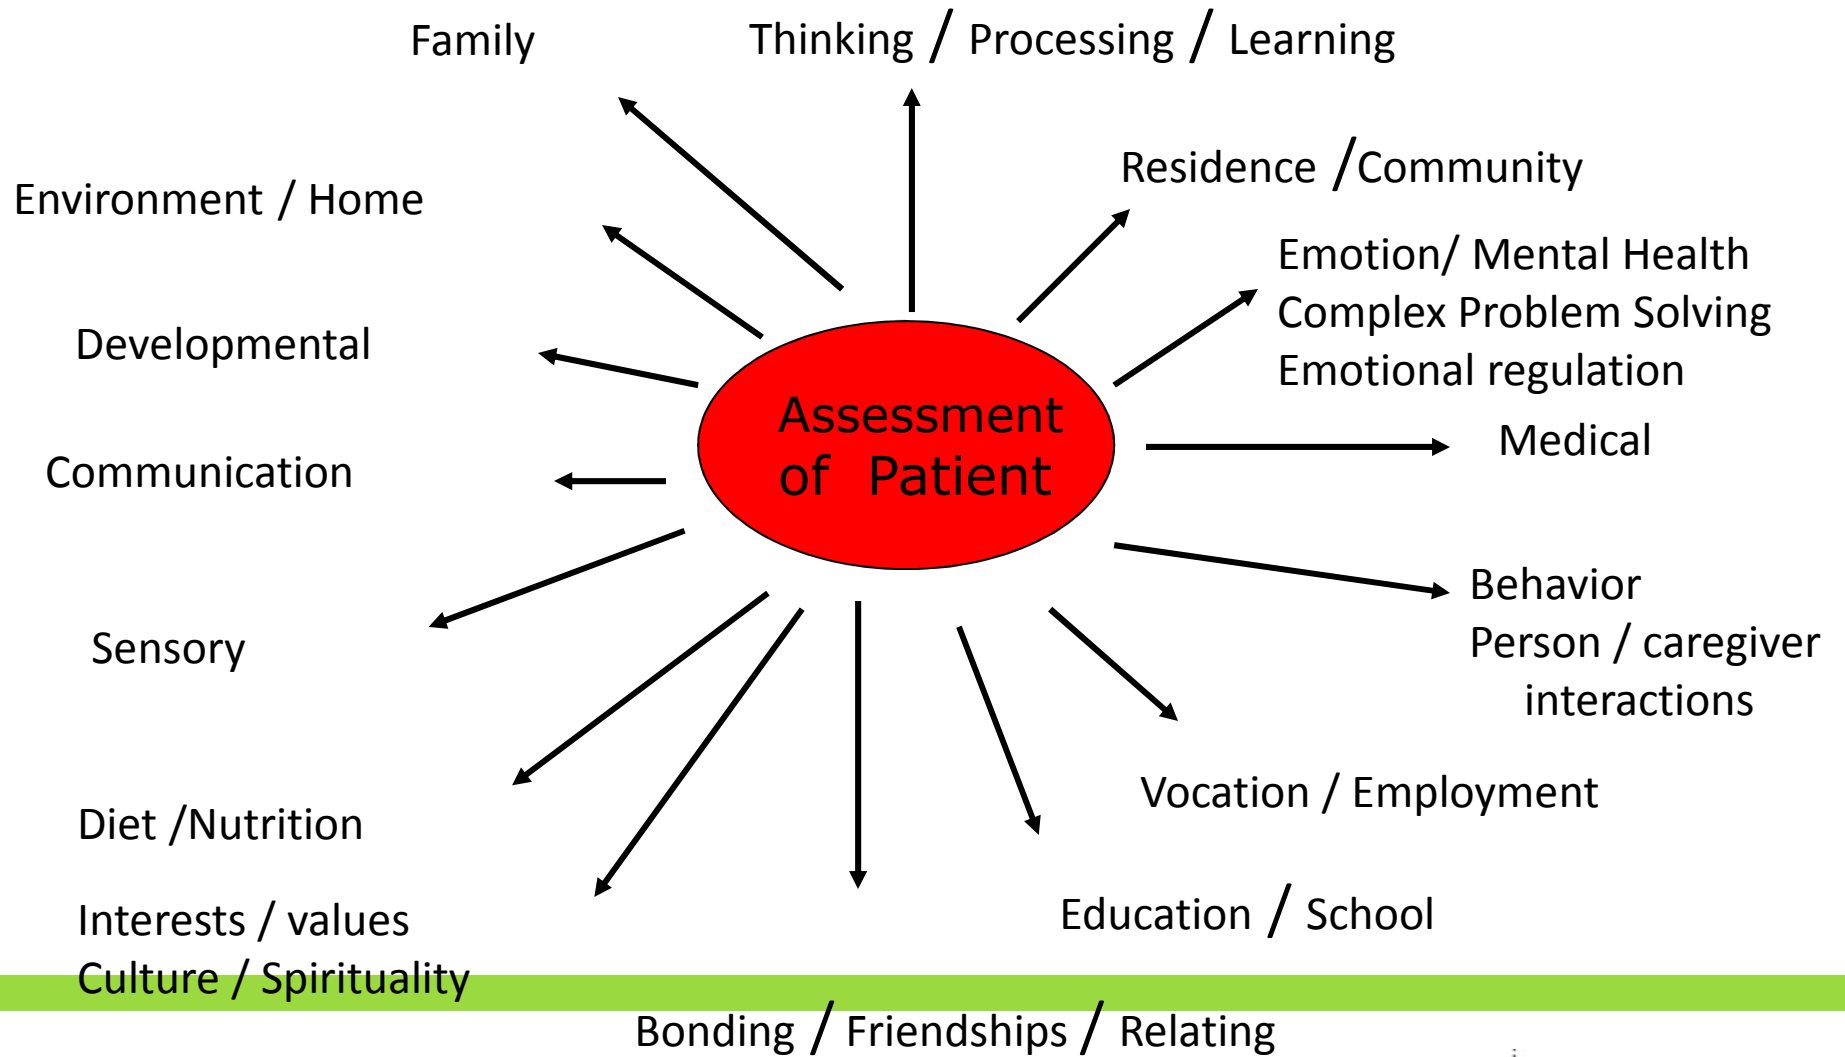 Family
Thinking / Processing / Learning
Residence /Community
Environment / Home
Emotion/ Mental Health
Complex Problem Solving
Emotional regulation
Developmental
Assessment
of Patient
Medical
Communication
Behavior
Person / caregiver
interactions
Sensory
Vocation / Employment
Diet /Nutrition
Education / School
Interests / values
Culture / Spirituality
Bonding / Friendships / Relating